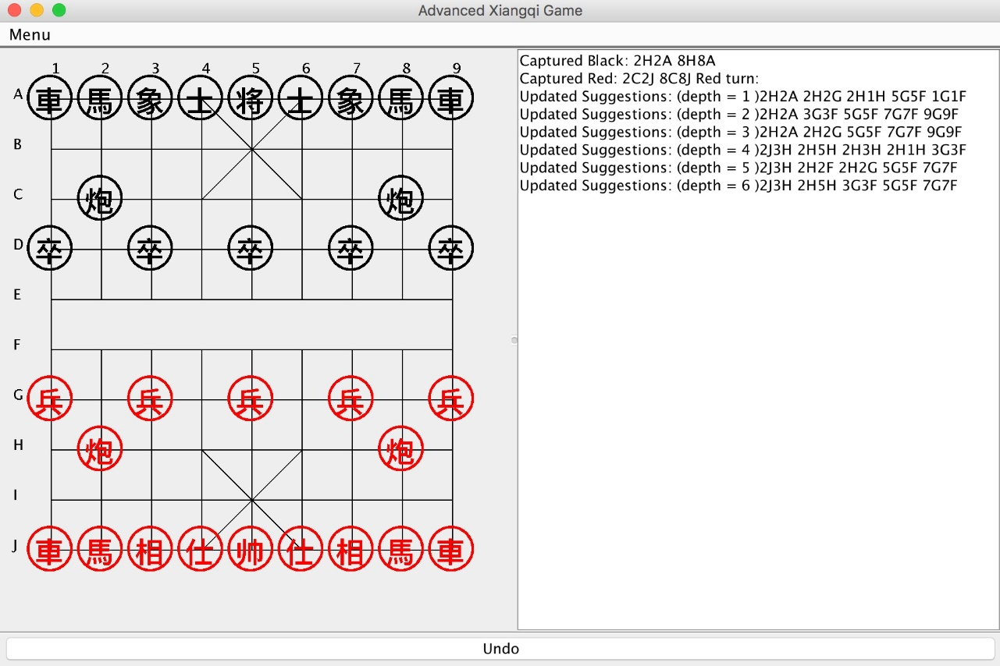 Advanced Xiangqi Game
Menu
1 2 3 4 5 6 7 8 9
A 車 馬 象 士 将 士 象 馬 車
B
C 炮 炮
D 卒 卒 卒 卒 卒
E
F
G 兵 兵 兵 兵 兵
H 炮 炮
I
J 車 馬 相 仕 帅 仕 相 馬 車
Captured Black: 2H2A 8H8A
Captured Red: 2C2J 8C8J Red turn:
Updated Suggestions: (depth = 1 )2H2A 2H2G 2H1H 5G5F 1G1F
Updated Suggestions: (depth = 2 )2H2A 3G3F 5G5F 7G7F 9G9F
Updated Suggestions: (depth = 3 )2H2A 2H2G 5G5F 7G7F 9G9F
Updated Suggestions: (depth = 4 )2J3H 2H5H 2H3H 2H1H 3G3F
Updated Suggestions: (depth = 5 )2J3H 2H2F 2H2G 5G5F 7G7F
Updated Suggestions: (depth = 6 )2J3H 2H5H 3G3F 5G5F 7G7F
Undo